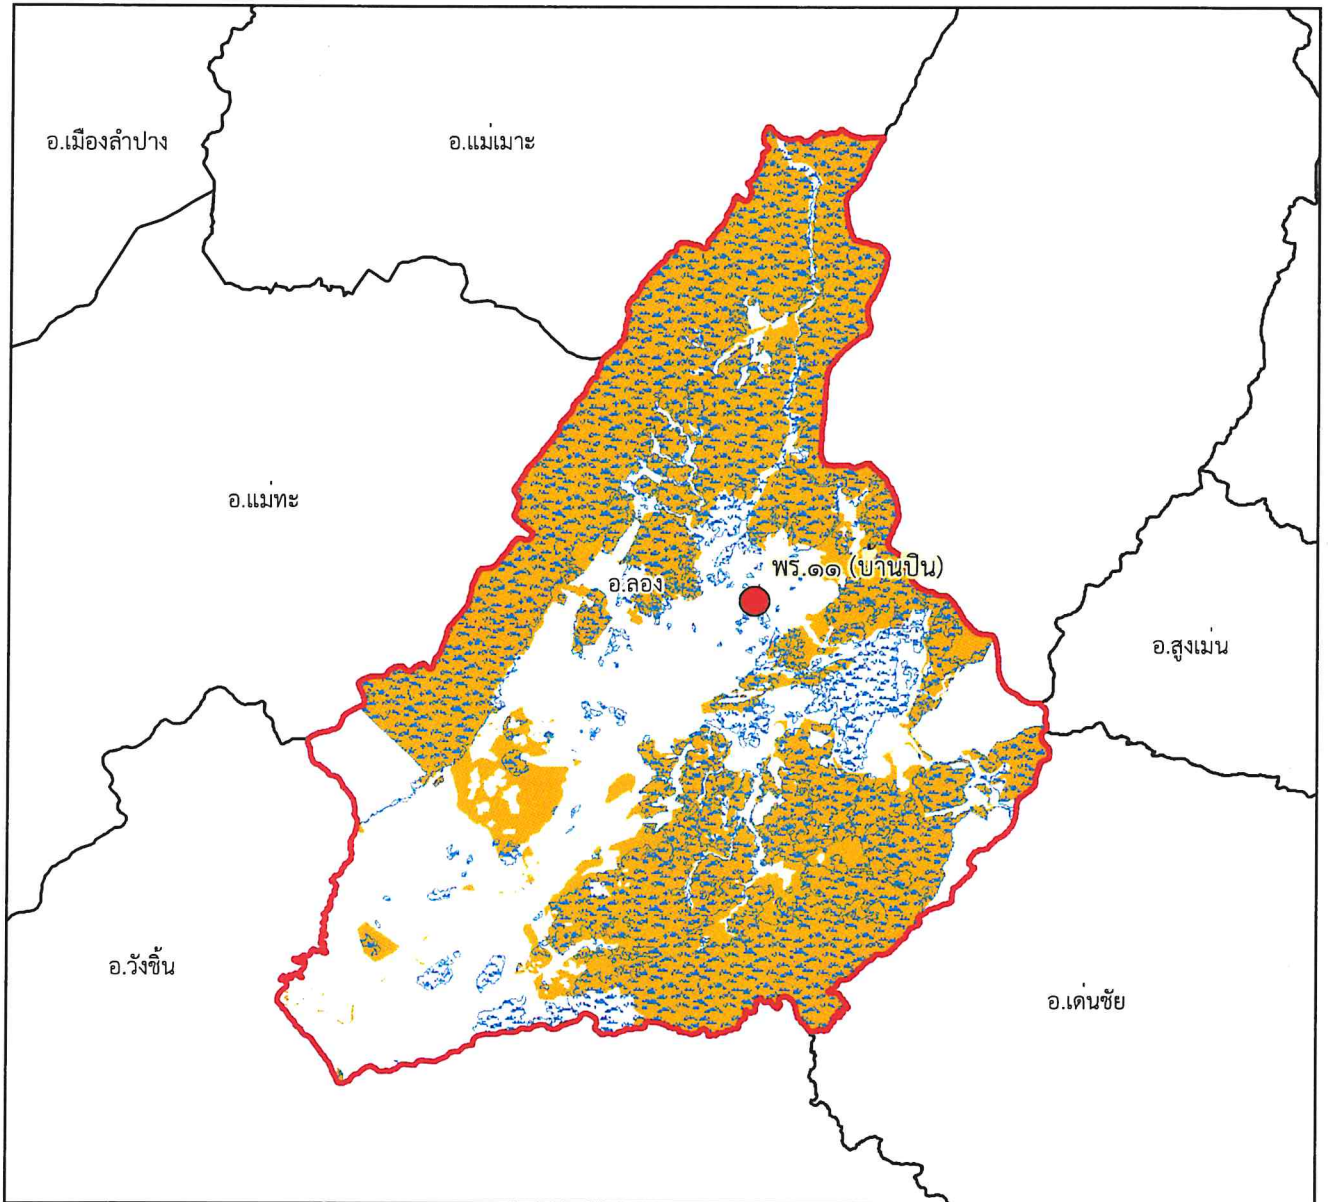 อ.เมืองลำปาง
อ.แม่เมาะ
อ.แม่ทะ
พร.๑๑ (บ้านปิน)
อ.ลอง
อ.สูงเม่น
อ.วังชิ้น
อ.เด่นชัย